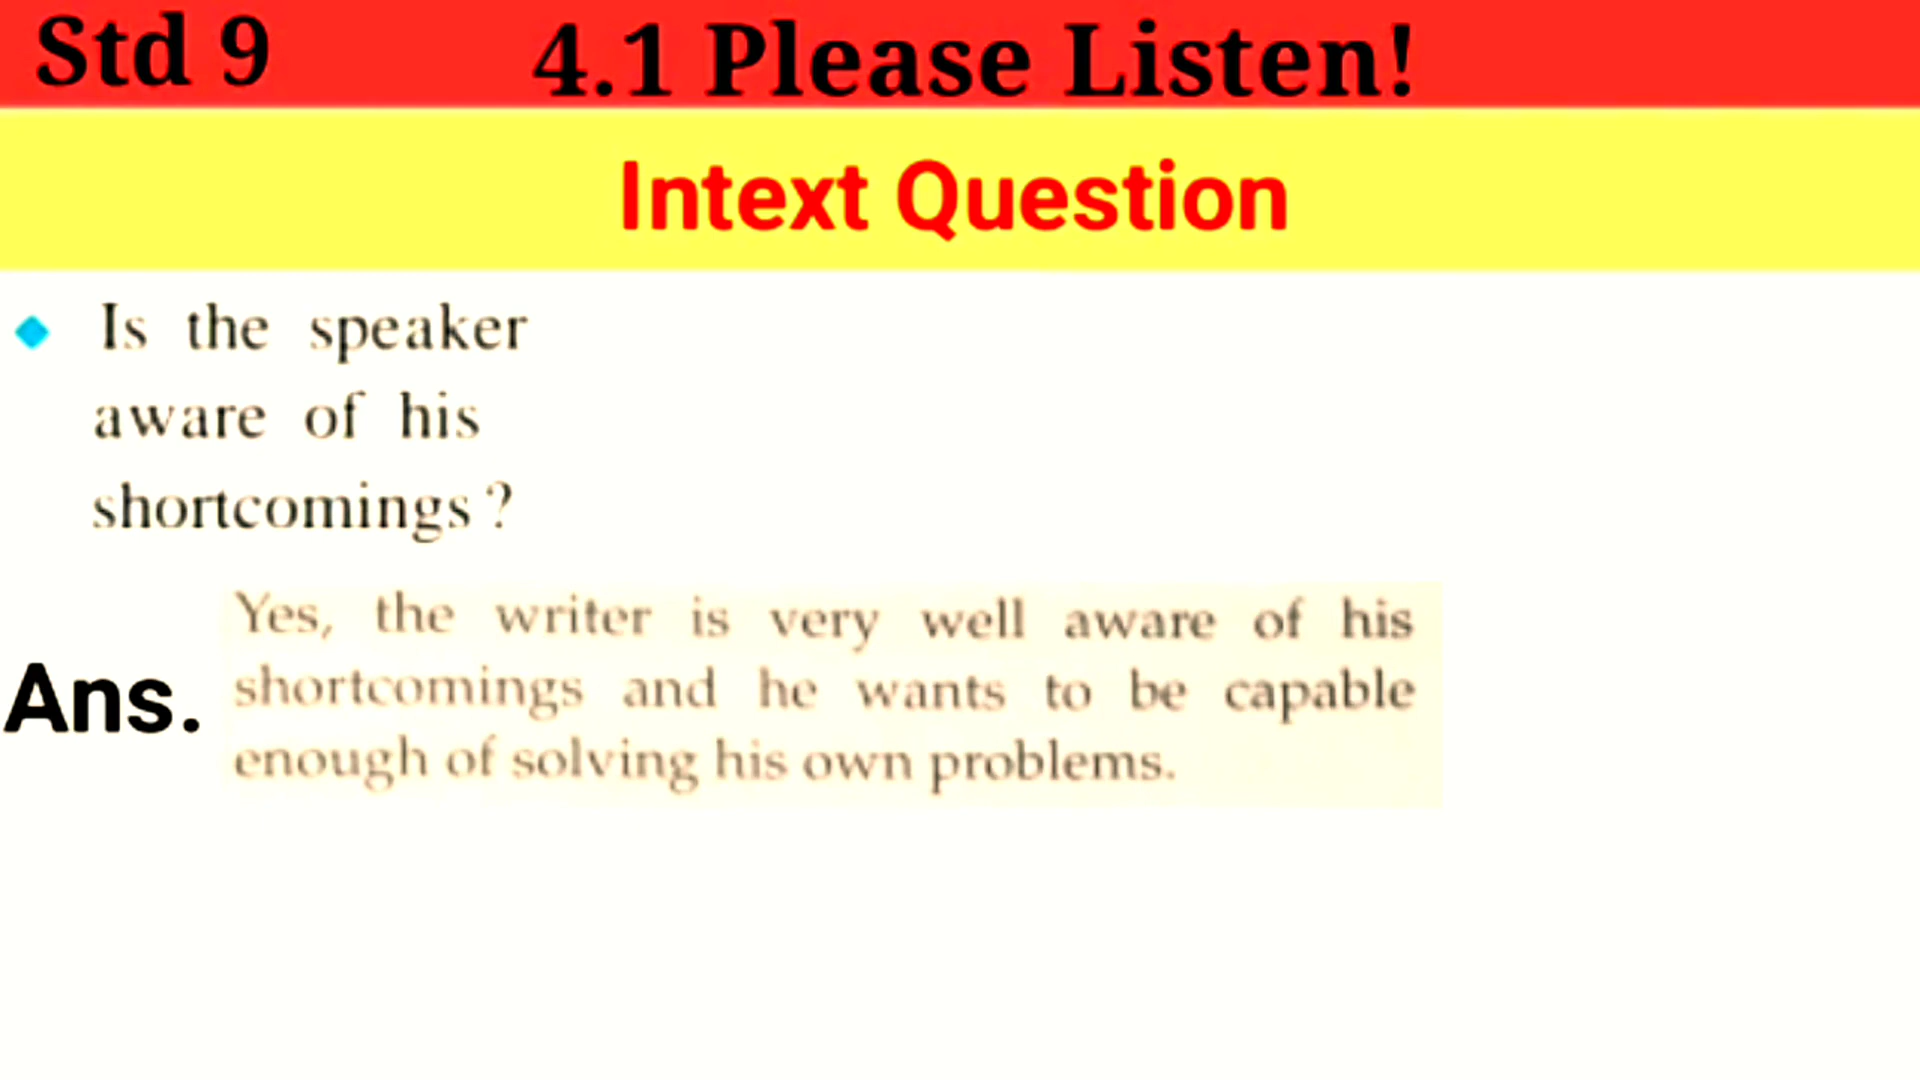 Std 9 4.1 Please Listen!
Intext Question
Is the speaker
aware of his
shortcomings ?
Ans. Yes, the writer is very well aware of his
shortcomings and he wants to be capable
enough of solving his own problems.